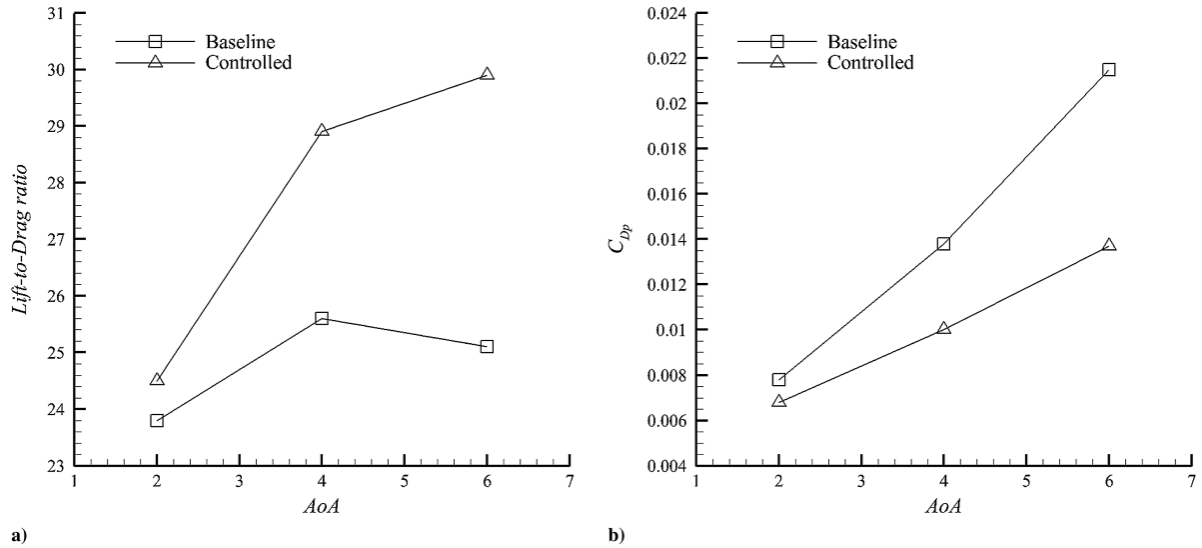 31
30
29
28
27
26
25
24
23
1 2 3 4 5 6 7
Lift-to-Drag ratio
AoA
Baseline
Controlled
a)
0.024
0.022
0.02
0.018
0.016
0.014
0.012
0.01
0.008
0.006
0.004
1 2 3 4 5 6 7
C_Dp
AoA
Baseline
Controlled
b)